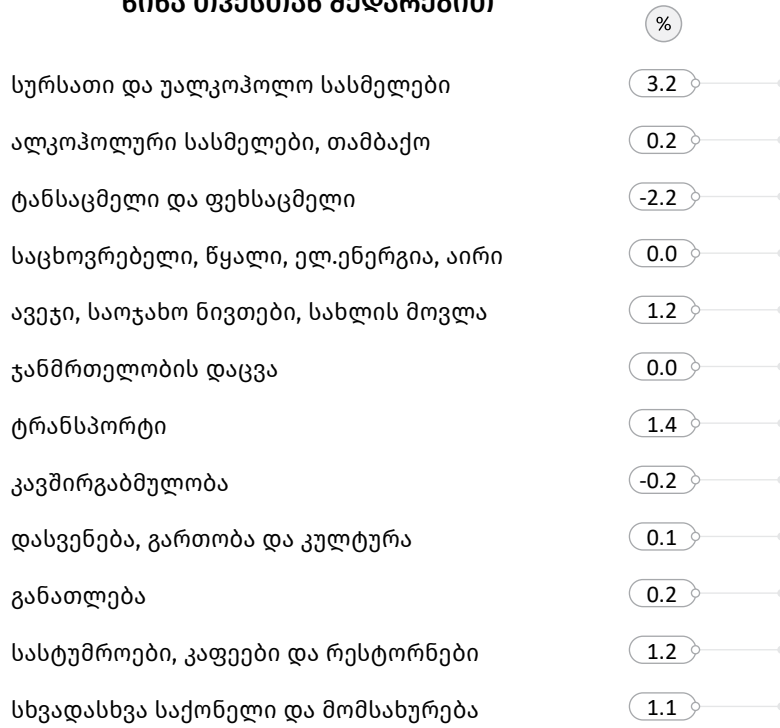 წინა თვესთან შედარებით
%
სურსათი და უალკოჰოლო სასმელები 3.2
ალკოჰოლური სასმელები, თამბაქო 0.2
ტანსაცმელი და ფეხსაცმელი -2.2
საცხოვრებელი, წყალი, ელ.ენერგია, აირი 0.0
ავეჯი, საოჯახო ნივთები, სახლის მოვლა 1.2
ჯანმრთელობის დაცვა 0.0
ტრანსპორტი 1.4
კავშირგაბმულობა -0.2
დასვენება, გართობა და კულტურა 0.1
განათლება 0.2
სასტუმროები, კაფეები და რესტორნები 1.2
სხვადასხვა საქონელი და მომსახურება 1.1